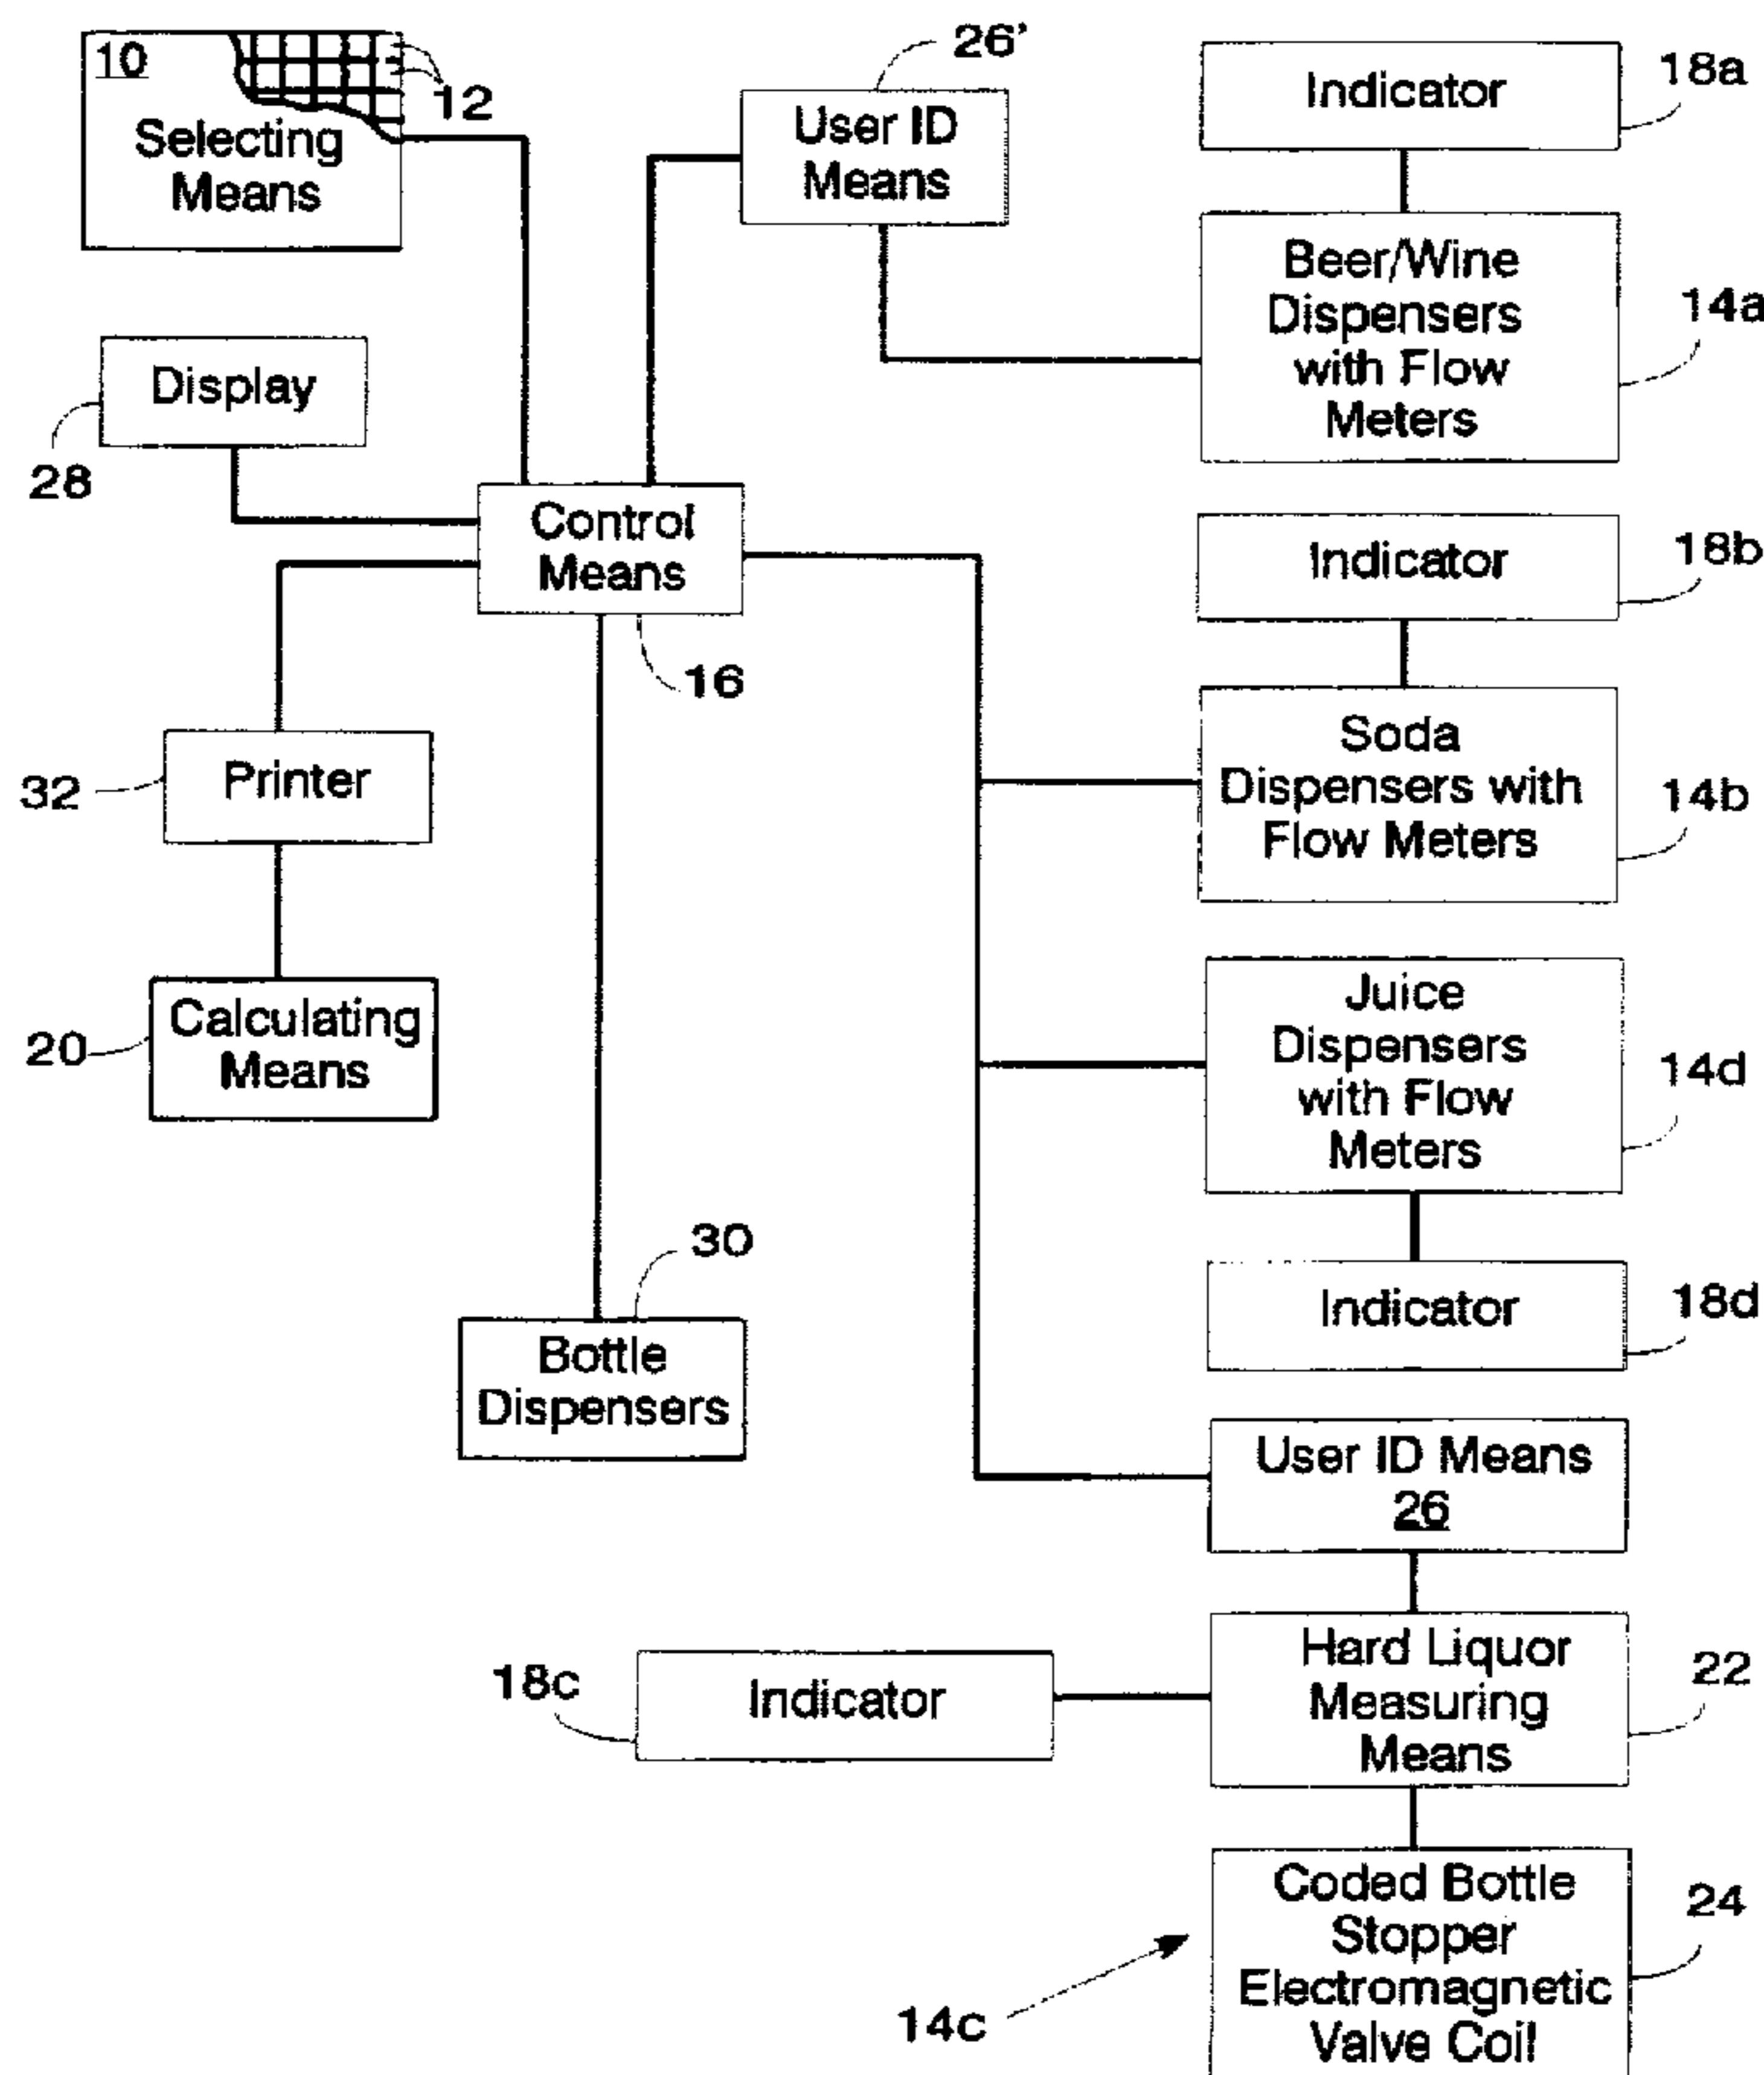 10
12
Selecting
Means
26'
User ID
Means
Indicator
18a
Beer/Wine
Dispensers
with Flow
Meters
14a
Display
28
Control
Means
16
Indicator
18b
Soda
Dispensers with
Flow Meters
14b
Printer
32
Calculating
Means
20
Juice
Dispensers
with Flow
Meters
14d
Indicator
18d
30
Bottle
Dispensers
User ID Means
26
18c
Indicator
Hard Liquor
Measuring
Means
22
Coded Bottle
Stopper
Electromagnetic
Valve Coil
24
14c